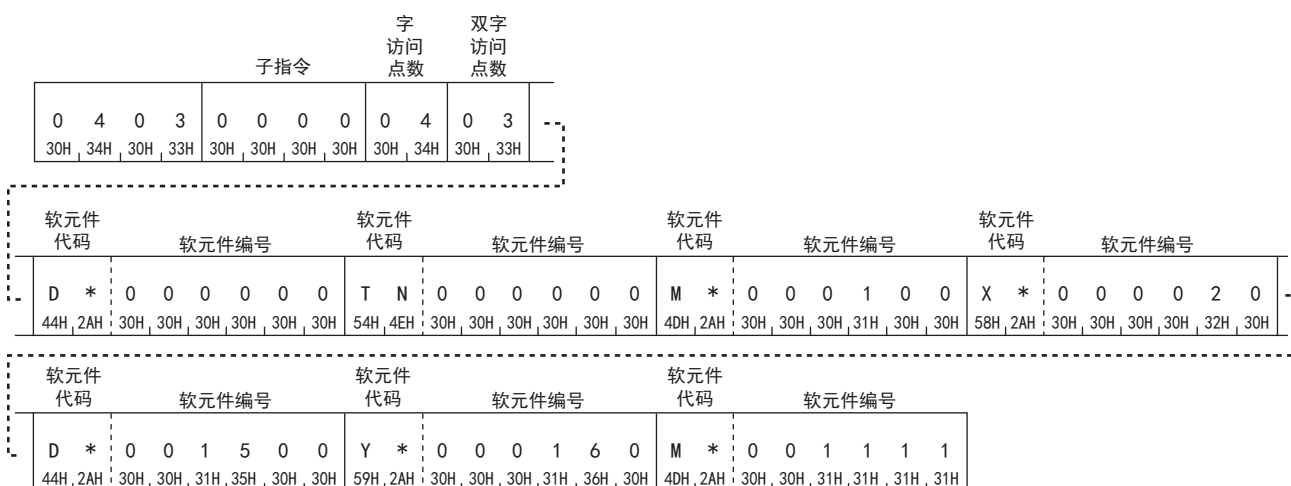 字 双字
访问 访问
子指令 点数 点数
0 4 0 3 0 0 0 0 0 4 0 3
30H 34H 30H 33H 30H 30H 30H 30H 30H 34H 30H 33H
软元件 软元件 软元件 软元件
代码 软元件编号 代码 软元件编号 代码 软元件编号 代码 软元件编号
D * 0 0 0 0 0 0 T N 0 0 0 0 0 0 M * 0 0 0 1 0 0 X * 0 0 0 0 2 0
44H 2AH 30H 30H 30H 30H 30H 30H 54H 4EH 30H 30H 30H 30H 30H 30H 4DH 2AH 30H 30H 30H 31H 30H 30H 58H 2AH 30H 30H 30H 30H 32H 30H
软元件 软元件 软元件
代码 软元件编号 代码 软元件编号 代码 软元件编号
D * 0 0 1 5 0 0 Y * 0 0 0 1 6 0 M * 0 0 1 1 1 1
44H 2AH 30H 30H 31H 35H 30H 30H 59H 2AH 30H 30H 30H 31H 36H 30H 4DH 2AH 30H 30H 31H 31H 31H 31H